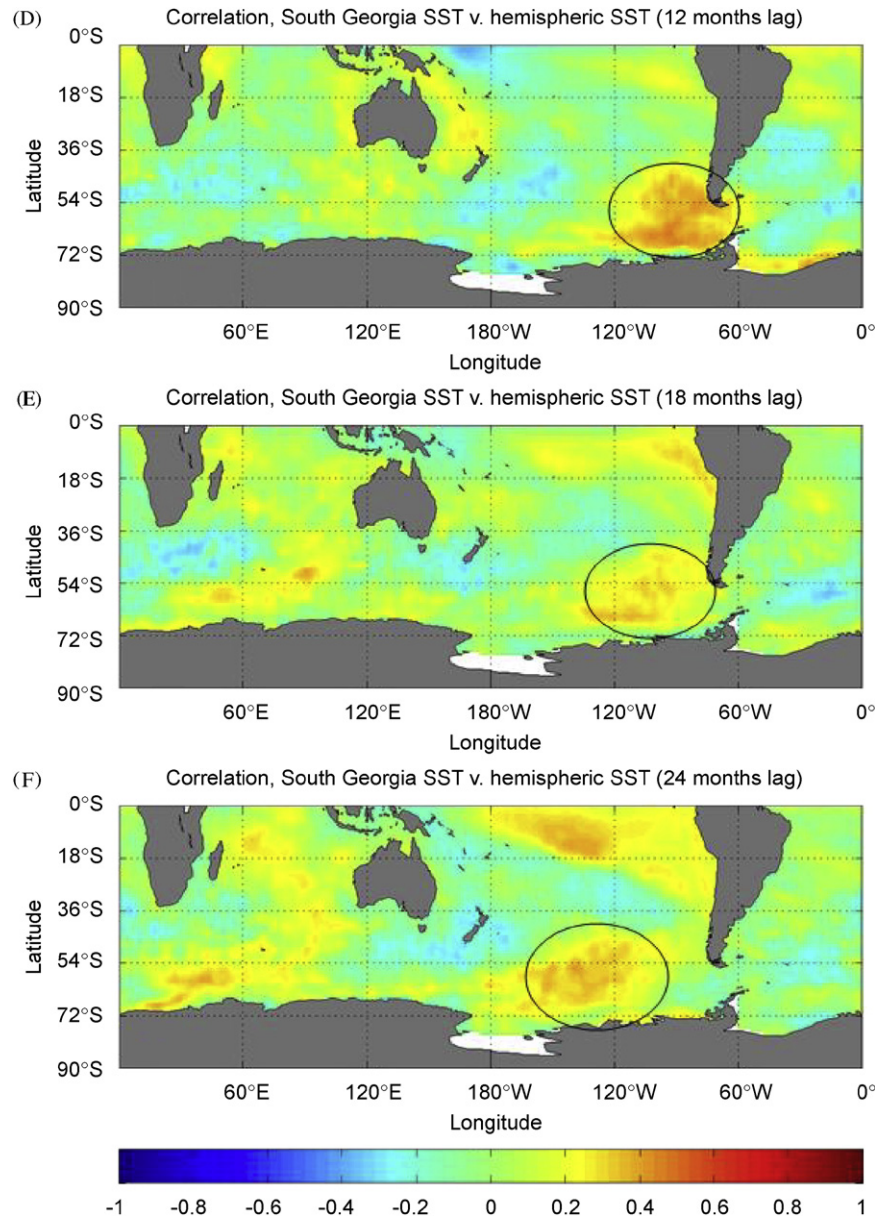 (D) Correlation, South Georgia SST v. hemispheric SST (12 months lag)
0°S
18°S
36°S
54°S
72°S
90°S
Latitude
60°E 120°E 180°W 120°W 60°W 0°
Longitude
(E) Correlation, South Georgia SST v. hemispheric SST (18 months lag)
0°S
18°S
36°S
54°S
72°S
90°S
Latitude
60°E 120°E 180°W 120°W 60°W 0°
Longitude
(F) Correlation, South Georgia SST v. hemispheric SST (24 months lag)
0°S
18°S
36°S
54°S
72°S
90°S
Latitude
60°E 120°E 180°W 120°W 60°W 0°
Longitude
-1 -0.8 -0.6 -0.4 -0.2 0 0.2 0.4 0.6 0.8 1